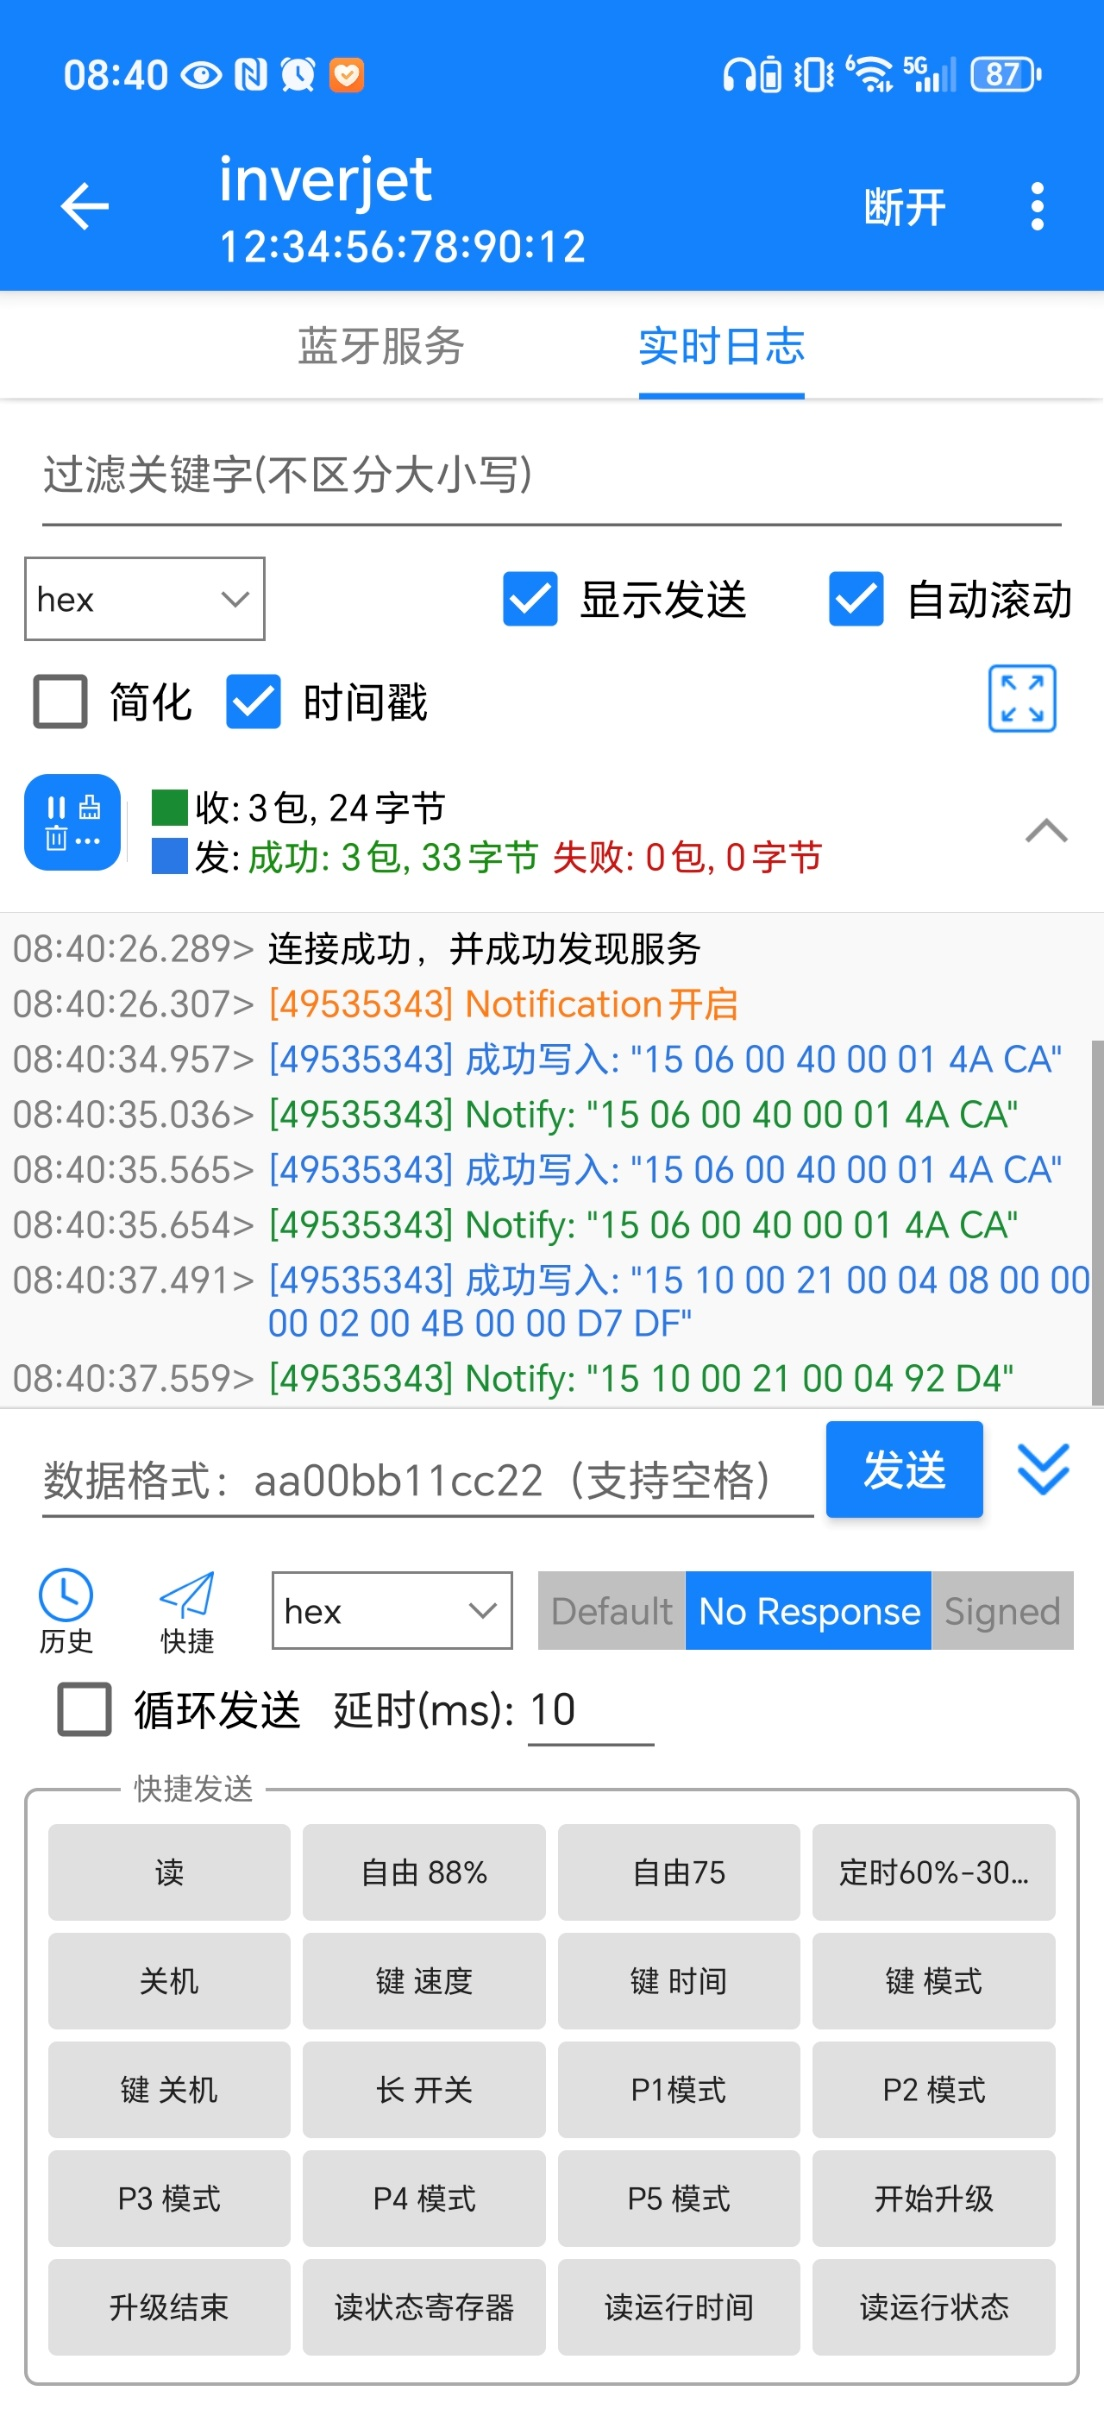 08:40 6 5G 87
inverjet
12:34:56:78:90:12
断开
蓝牙服务 实时日志
过滤关键字(不区分大小写)
hex 显示发送 自动滚动
简化 时间戳
收: 3包, 24字节
发: 成功: 3包, 33字节 失败: 0包, 0字节
08:40:26.289> 连接成功，并成功发现服务
08:40:26.307> [49535343] Notification开启
08:40:34.957> [49535343] 成功写入: "15 06 00 40 00 01 4A CA"
08:40:35.036> [49535343] Notify: "15 06 00 40 00 01 4A CA"
08:40:35.565> [49535343] 成功写入: "15 06 00 40 00 01 4A CA"
08:40:35.654> [49535343] Notify: "15 06 00 40 00 01 4A CA"
08:40:37.491> [49535343] 成功写入: "15 10 00 21 00 04 08 00 00
00 02 00 4B 00 00 D7 DF"
08:40:37.559> [49535343] Notify: "15 10 00 21 00 04 92 D4"
数据格式：aa00bb11cc22（支持空格） 发送
历史 快捷 hex Default No Response Signed
循环发送 延时(ms): 10
快捷发送
读 自由 88% 自由75 定时60%-30...
关机 键 速度 键 时间 键 模式
键 关机 长 开关 P1模式 P2 模式
P3 模式 P4 模式 P5 模式 开始升级
升级结束 读状态寄存器 读运行时间 读运行状态